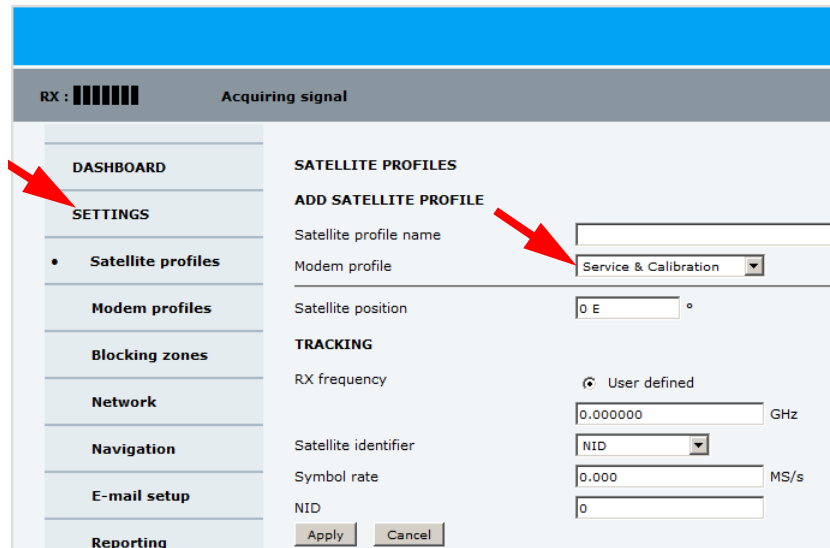 RX :
Acquiring signal
DASHBOARD
SETTINGS
• Satellite profiles
Modem profiles
Blocking zones
Network
Navigation
E-mail setup
Reporting
SATELLITE PROFILES
ADD SATELLITE PROFILE
Satellite profile name
Modem profile Service & Calibration
Satellite position 0 E °
TRACKING
RX frequency User defined
0.000000 GHz
Satellite identifier NID
Symbol rate 0.000 MS/s
NID 0
Apply Cancel